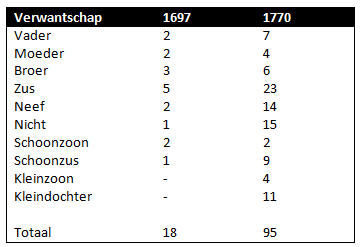 Verwantschap 1697 1770
Vader 2 7
Moeder 2 4
Broer 3 6
Zus 5 23
Neef 2 14
Nicht 1 15
Schoonzoon 2 2
Schoonzus 1 9
Kleinzoon - 4
Kleindochter - 11
Totaal 18 95